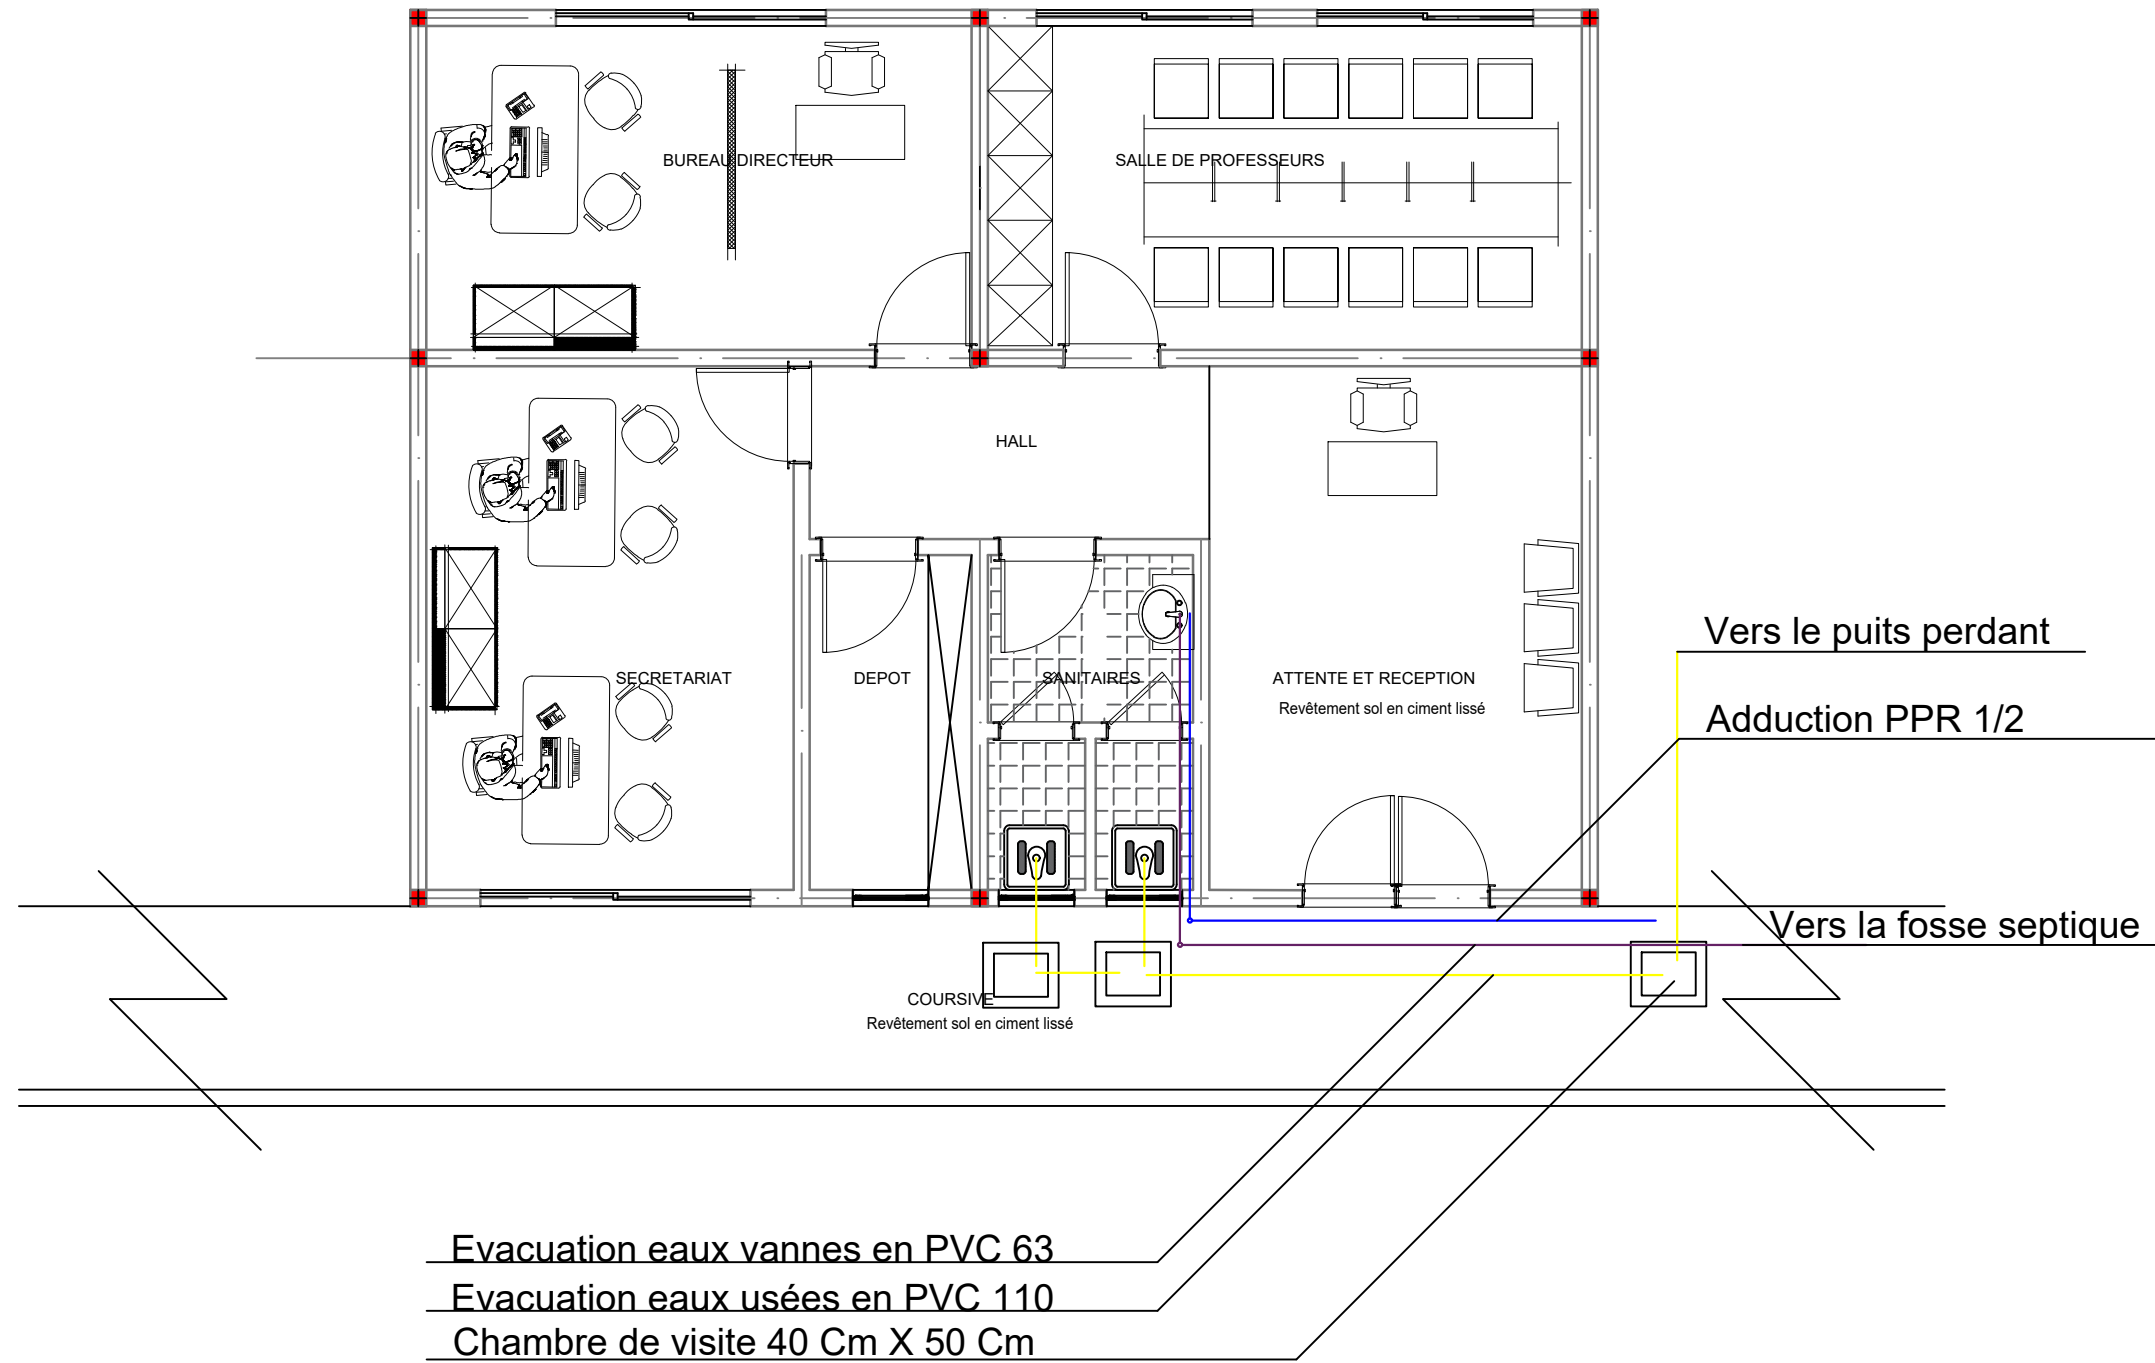 BUREAU DIRECTEUR
SALLE DE PROFESSEURS
HALL
SECRETARIAT
DEPOT
SANITAIRES
ATTENTE ET RECEPTION
Revêtement sol en ciment lissé
Vers le puits perdant
Adduction PPR 1/2
Vers la fosse septique
COURSIVE
Revêtement sol en ciment lissé
Evacuation eaux vannes en PVC 63
Evacuation eaux usées en PVC 110
Chambre de visite 40 Cm X 50 Cm